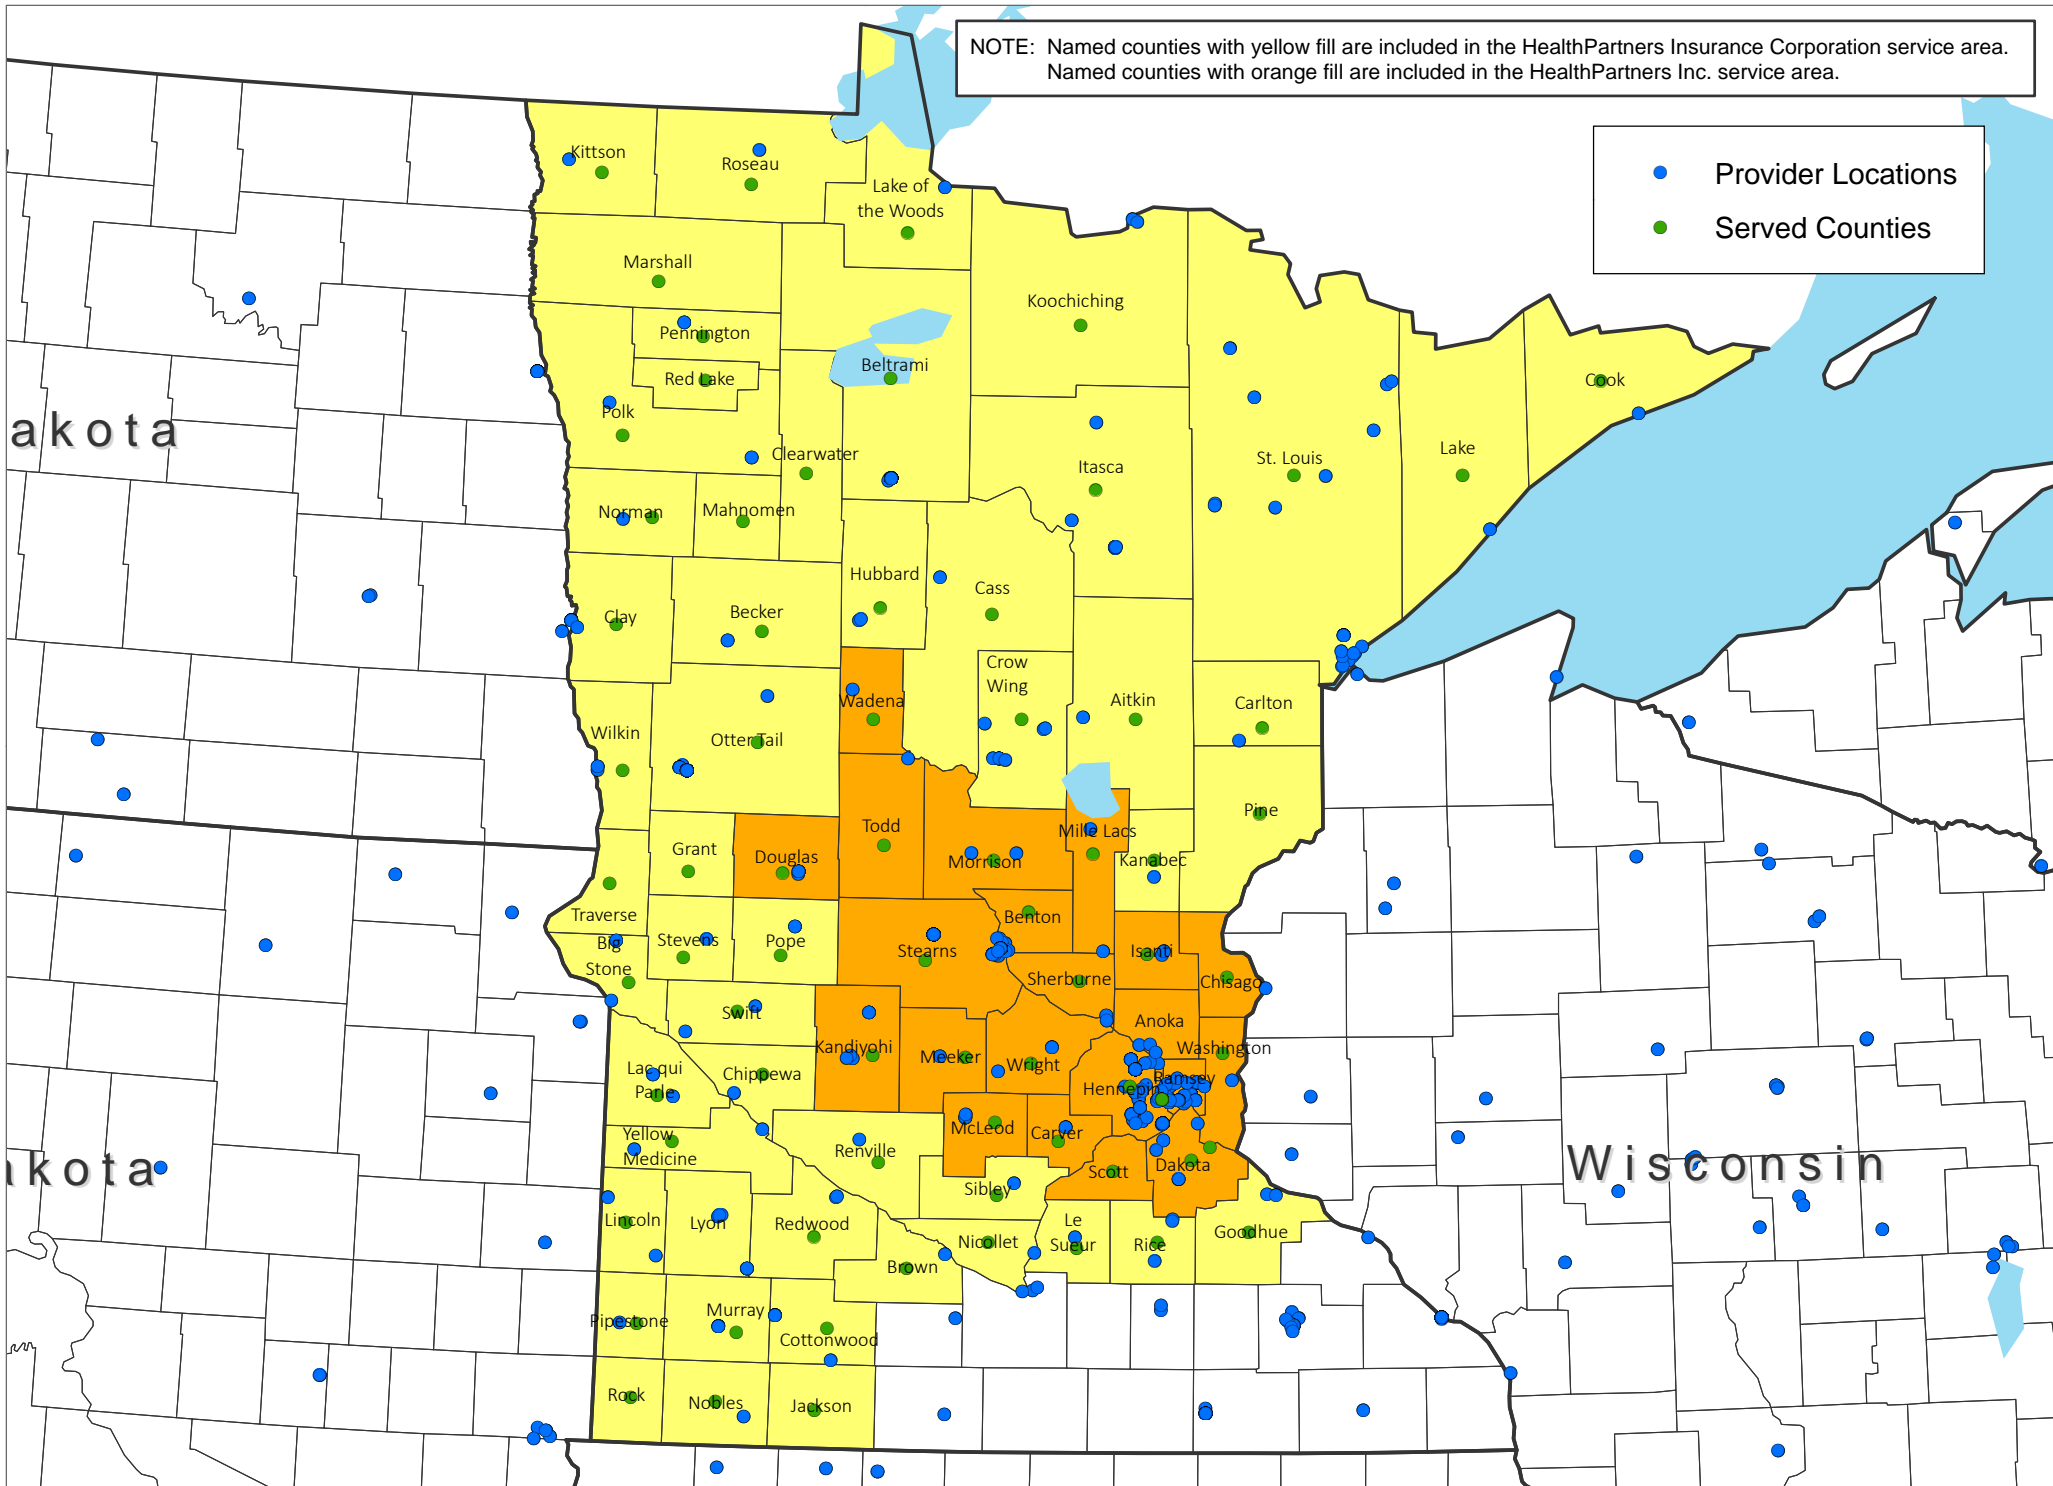 NOTE: Named counties with yellow fill are included in the HealthPartners Insurance Corporation service area.
Named counties with orange fill are included in the HealthPartners Inc. service area.
Provider Locations
Served Counties
Kittson
Roseau
Lake of
the Woods
Marshall
Koochiching
Pennington
Beltrami
Red Lake
Cook
Polk
akota
Clearwater
Itasca
St. Louis
Lake
Norman
Mahnomen
Hubbard
Cass
Clay
Becker
Crow
Wing
Wadena
Aitkin
Carlton
Wilkin
Otter Tail
Pine
Todd
Mille Lacs
Grant
Douglas
Morrison
Kanabec
Traverse
Benton
Big
Stone
Stevens
Pope
Stearns
Isanti
Sherburne
Chisago
Swift
Anoka
Kandiyohi
Meeker
Wright
Washington
Lac qui
Parle
Chippewa
Hennepin
Ramsey
McLeod
Carver
Yellow
Medicine
Renville
Scott
Dakota
akota
Wisconsin
Sibley
Lincoln
Lyon
Redwood
Le
Sueur
Rice
Goodhue
Nicollet
Brown
Pipestone
Murray
Cottonwood
Rock
Nobles
Jackson